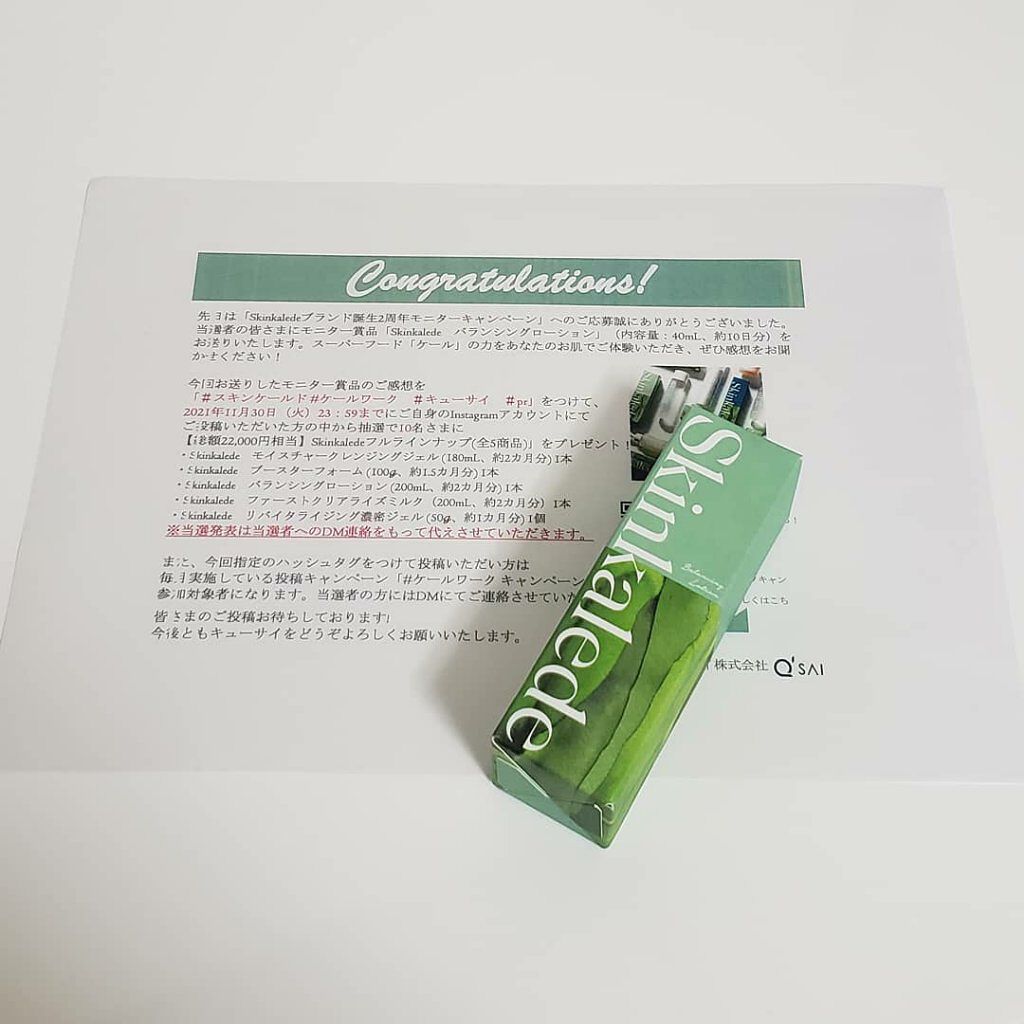 Congratulations!
先日は「Skinkaledeブランド誕生2周年モニターキャンペーン」へのご応募誠にありがとうございました。
当選者の皆さまにモニター賞品「Skinkalede　バランシングローション」（内容量：40mL、約10日分）を
お送りいたします。スーパーフード「ケール」の力をあなたのお肌でご体験いただき、ぜひ感想をお聞
かせください！
今回お送りしたモニター賞品のご感想を
「＃スキンケールド＃ケールワーク　＃キューサイ　＃pr」をつけて、
2021年11月30日（火）23：59までにご自身のInstagramアカウントにて
ご投稿いただいた方の中から抽選で10名さまに
【総額22,000円相当】Skinkaledeフルラインナップ(全5商品)」をプレゼント！
・Skinkalede　モイスチャークレンジングジェル(180mL、約2カ月分)1本
・Skinkalede　ブースターフォーム(100g、約1.5カ月分)1本
・Skinkalede　バランシングローション(200mL、約2カ月分)1本
・Skinkalede　ファーストクリアライズミルク（200mL、約2カ月分）1本
・Skinkalede　リバイタライジング濃密ジェル(50g、約1カ月分)1個
※当選発表は当選者へのDM連絡をもって代えさせていただきます。
また、今回指定のハッシュタグをつけて投稿いただい方は
毎月実施している投稿キャンペーン「#ケールワーク キャンペーン
参加対象者になります。当選者の方にはDMにてご連絡させていた
キャン
しくはこち
皆さまのご投稿お待ちしております!
今後ともキューサイをどうぞよろしくお願いいたします。
株式会社 Q'SAI
Skinkalede
Balancing
Lotion